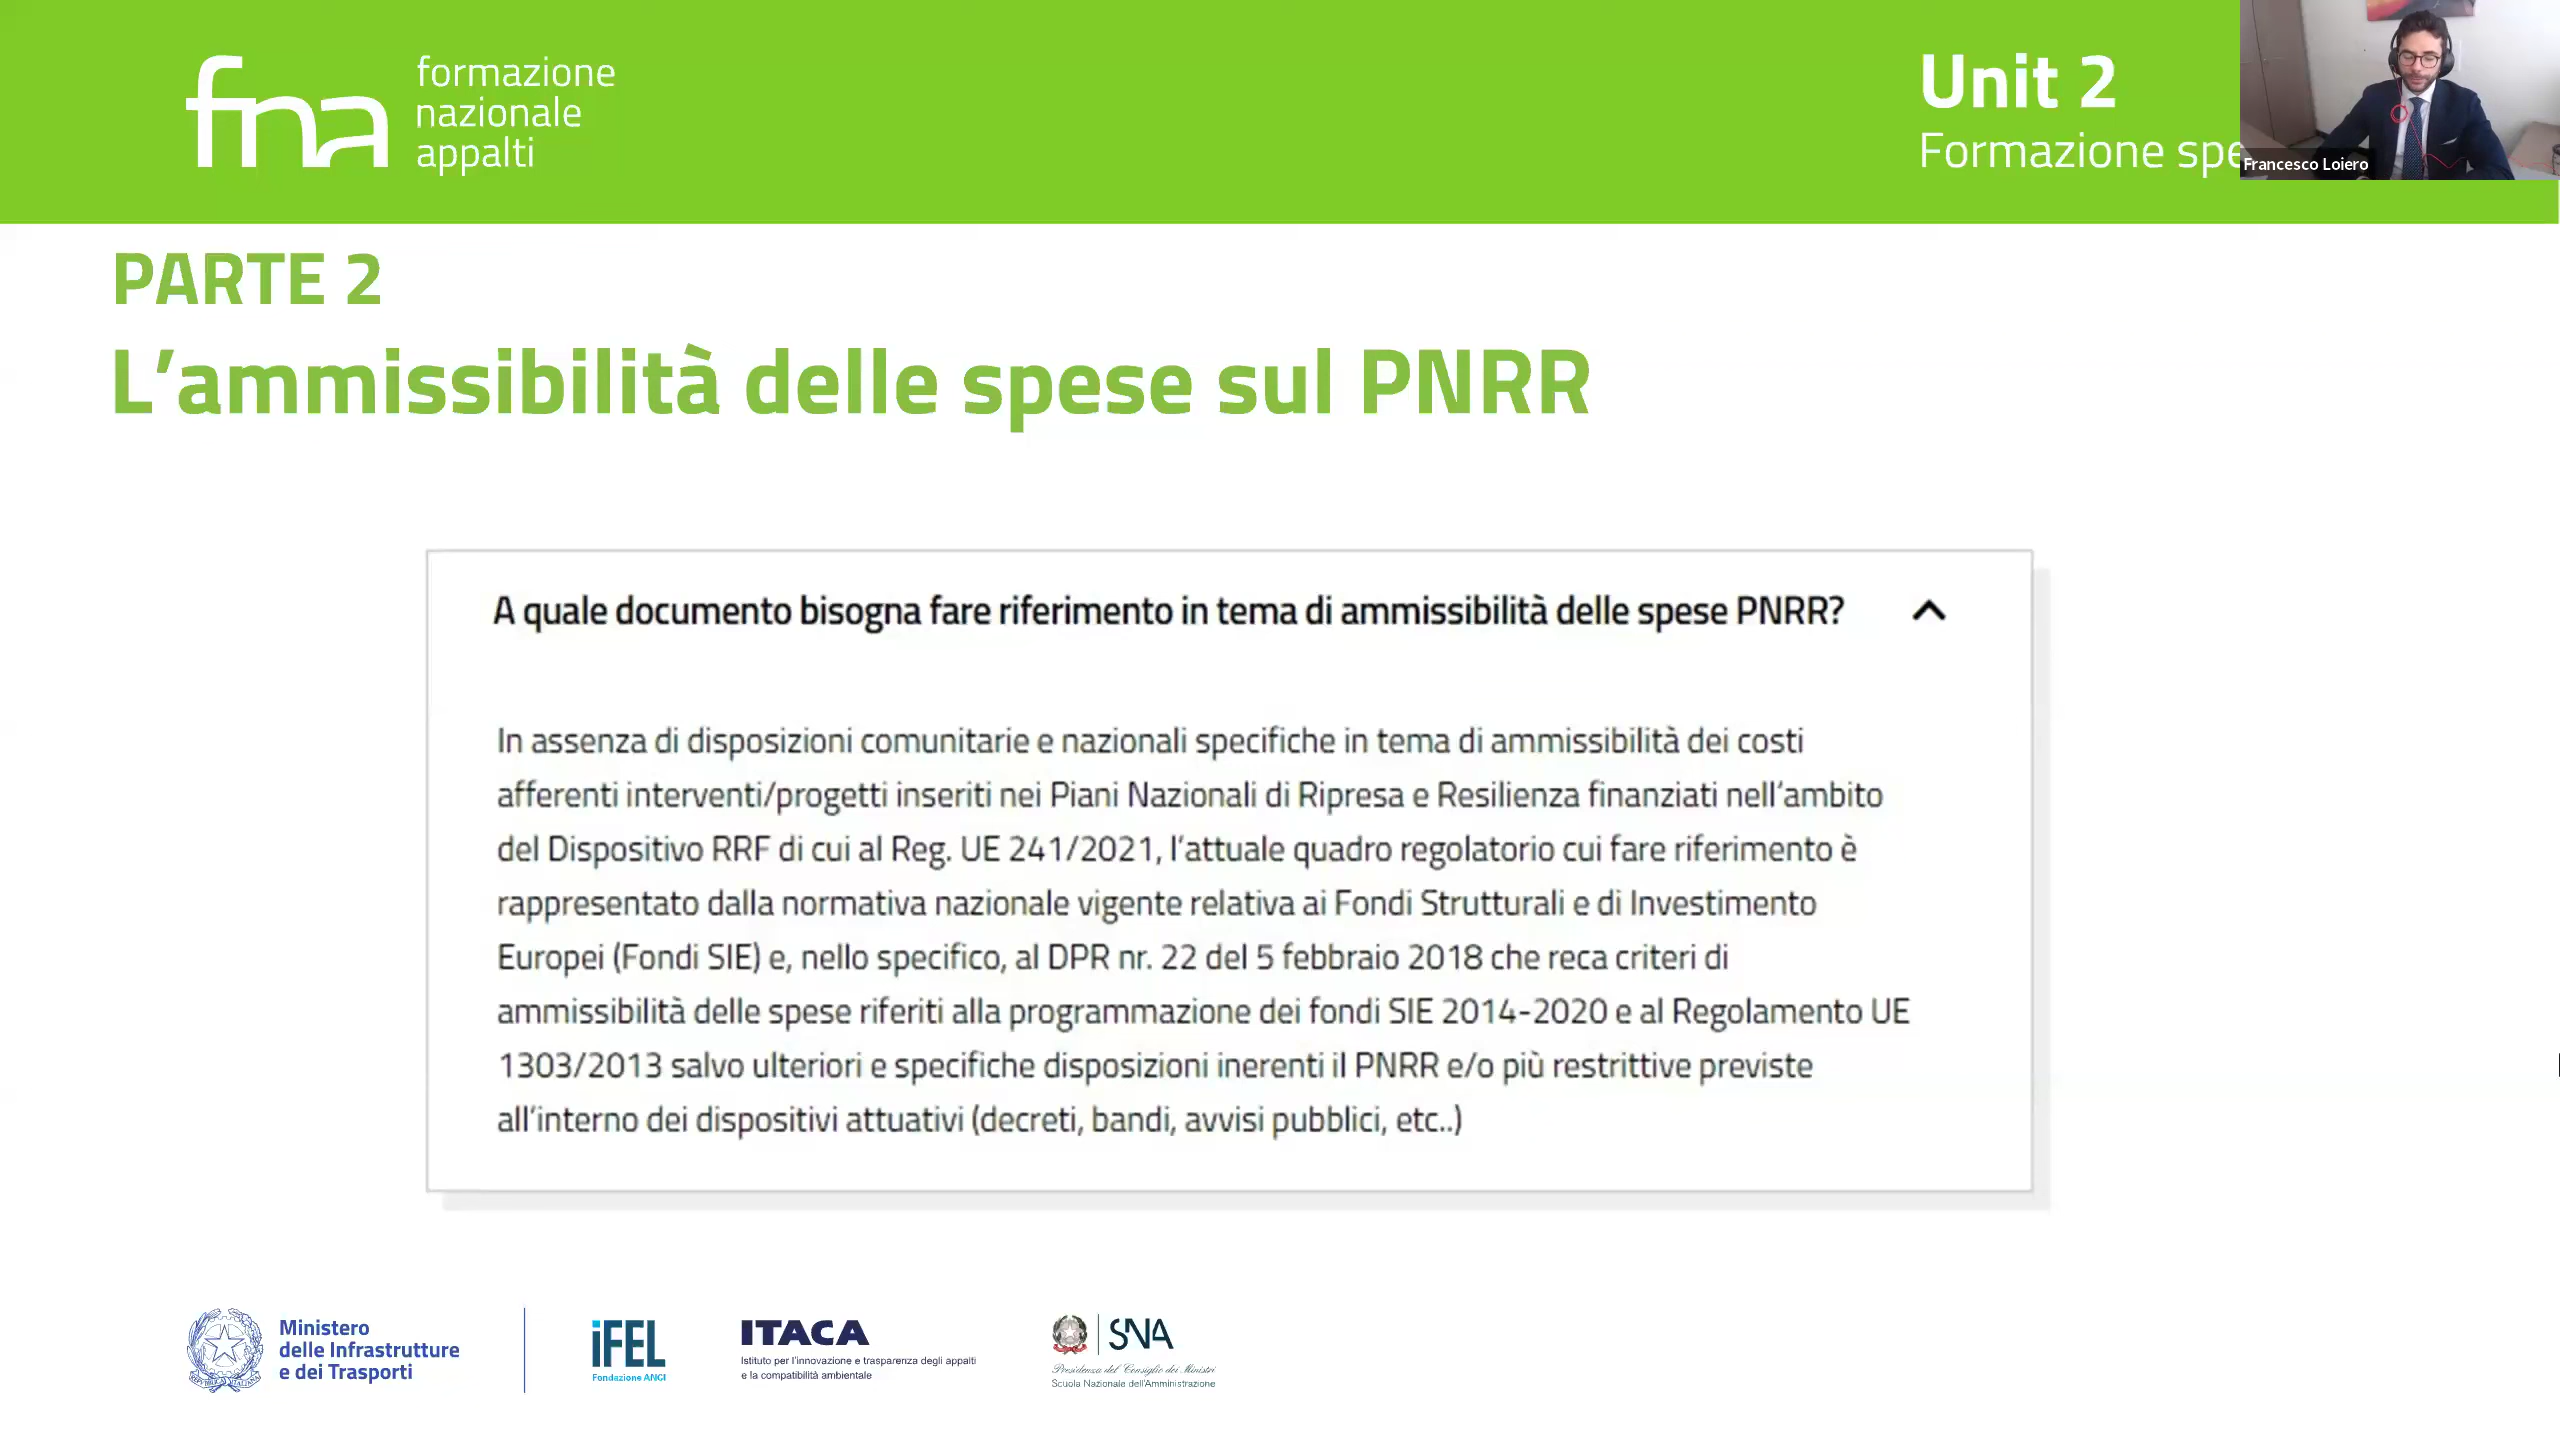 fna
formazione
nazionale
appalti
Unit 2
Formazione spe
Francesco Loiero
PARTE 2
L’ammissibilità delle spese sul PNRR
A quale documento bisogna fare riferimento in tema di ammissibilità delle spese PNRR?
In assenza di disposizioni comunitarie e nazionali specifiche in tema di ammissibilità dei costi
afferenti interventi/progetti inseriti nei Piani Nazionali di Ripresa e Resilienza finanziati nell’ambito
del Dispositivo RRF di cui al Reg. UE 241/2021, l’attuale quadro regolatorio cui fare riferimento è
rappresentato dalla normativa nazionale vigente relativa ai Fondi Strutturali e di Investimento
Europei (Fondi SIE) e, nello specifico, al DPR nr. 22 del 5 febbraio 2018 che reca criteri di
ammissibilità delle spese riferiti alla programmazione dei fondi SIE 2014-2020 e al Regolamento UE
1303/2013 salvo ulteriori e specifiche disposizioni inerenti il PNRR e/o più restrittive previste
all’interno dei dispositivi attuativi (decreti, bandi, avvisi pubblici, etc..)
Ministero
delle Infrastrutture
e dei Trasporti
iFEL
Fondazione ANCI
ITACA
Istituto per l’innovazione e trasparenza degli appalti
e la compatibilità ambientale
SNA
Presidenza del Consiglio dei Ministri
Scuola Nazionale dell’Amministrazione